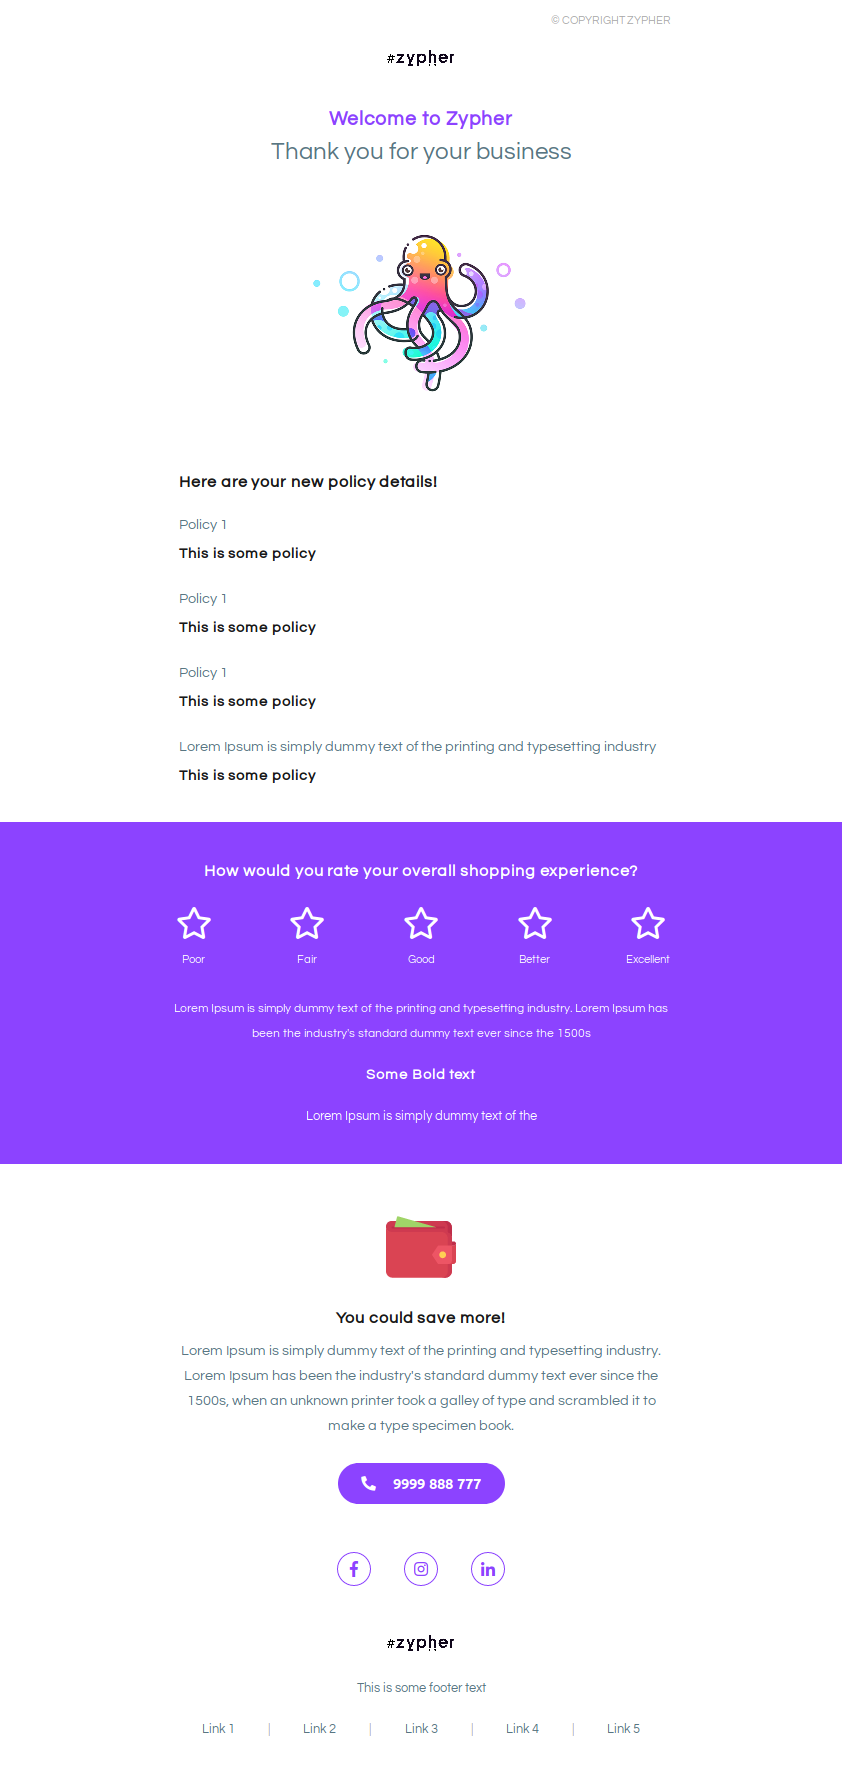 © COPYRIGHT ZYPHER
#zypher
Welcome to Zypher
Thank you for your business
Here are your new policy details!
Policy 1
This is some policy
Policy 1
This is some policy
Policy 1
This is some policy
Lorem Ipsum is simply dummy text of the printing and typesetting industry
This is some policy
How would you rate your overall shopping experience?
Poor Fair Good Better Excellent
Lorem Ipsum is simply dummy text of the printing and typesetting industry. Lorem Ipsum has
been the industry's standard dummy text ever since the 1500s
Some Bold text
Lorem Ipsum is simply dummy text of the
You could save more!
Lorem Ipsum is simply dummy text of the printing and typesetting industry.
Lorem Ipsum has been the industry's standard dummy text ever since the
1500s, when an unknown printer took a galley of type and scrambled it to
make a type specimen book.
9999 888 777
#zypher
This is some footer text
Link 1 | Link 2 | Link 3 | Link 4 | Link 5